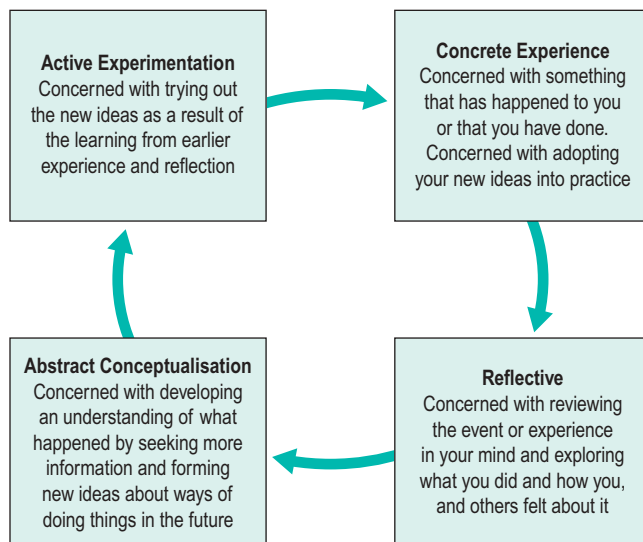 Active Experimentation
Concerned with trying out
the new ideas as a result
of the learning from earlier
experience and reflection
Concrete Experience
Concerned with something
that has happened to you
or that you have done.
Concerned with adopting
your new ideas into practice
Abstract Conceptualisation
Concerned with developing
an understanding of what
happened by seeking more
information and forming
new ideas about ways of
doing things in the future
Reflective
Concerned with reviewing
the event or experience
in your mind and exploring
what you did and how you,
and others felt about it